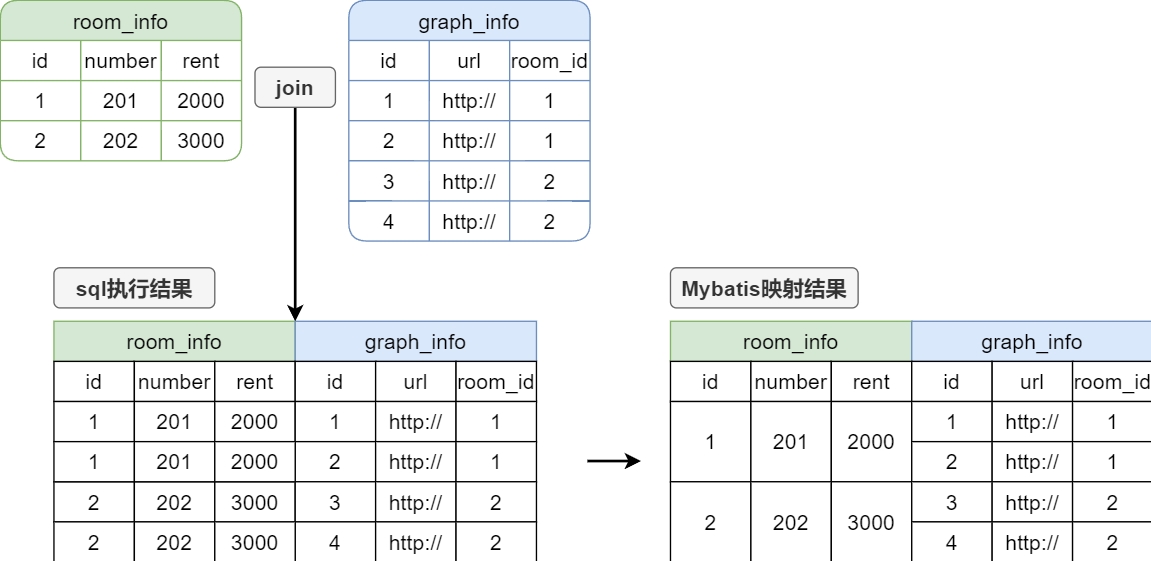 room_info
id number rent
1 201 2000
2 202 3000
join
graph_info
id url room_id
1 http:// 1
2 http:// 1
3 http:// 2
4 http:// 2
sql执行结果
room_info graph_info
id number rent id url room_id
1 201 2000 1 http:// 1
1 201 2000 2 http:// 1
2 202 3000 3 http:// 2
2 202 3000 4 http:// 2
Mybatis映射结果
room_info graph_info
id number rent id url room_id
1 201 2000 1 http:// 1
2 http:// 1
2 202 3000 3 http:// 2
4 http:// 2